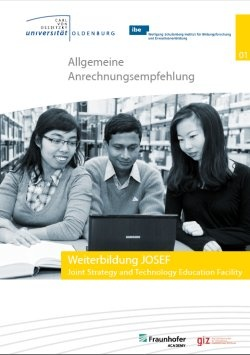 CARL
VON
OSSIETZKY
universität OLDENBURG
ibe
Allgemeine
Anrechnungsempfehlung
01
Weiterbildung JOSEF
Joint Strategy and Technology Education Facility
Fraunhofer
ACADEMY
giz